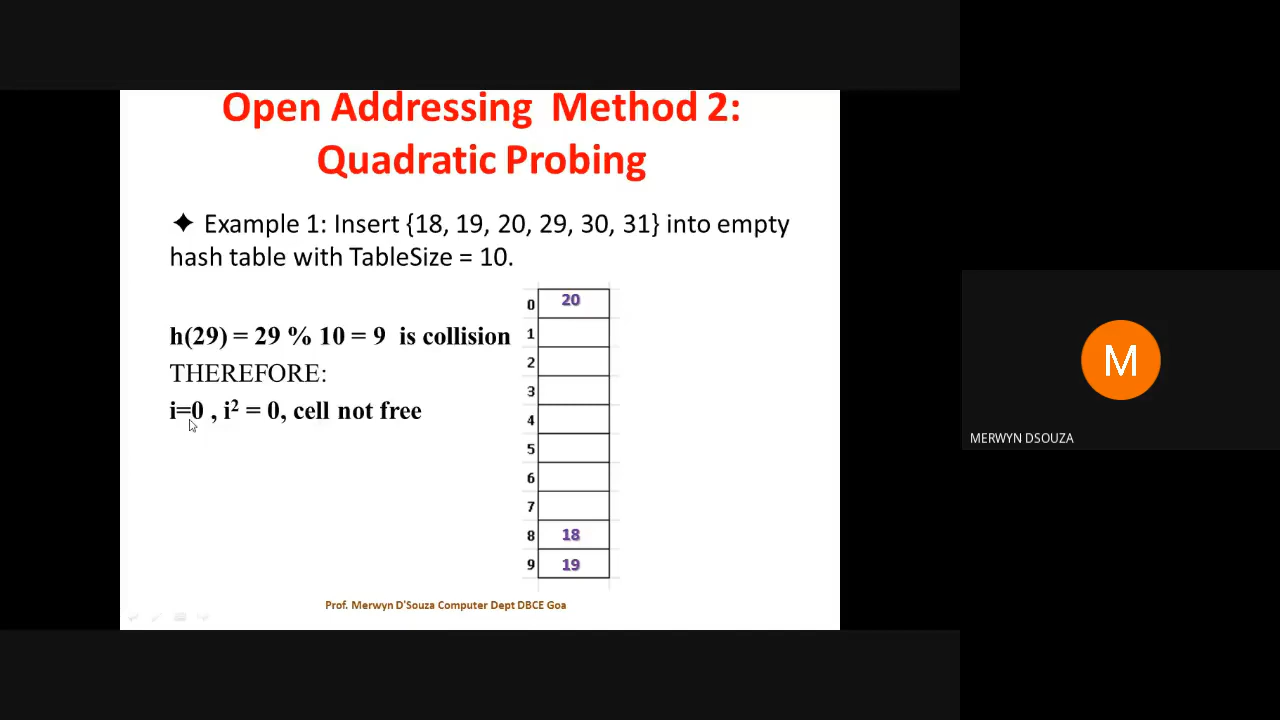 Open Addressing Method 2:
Quadratic Probing
✦ Example 1: Insert {18, 19, 20, 29, 30, 31} into empty
hash table with TableSize = 10.
h(29) = 29 % 10 = 9 is collision
THEREFORE:
i=0 , i² = 0, cell not free
0 20
1
2
3
4
5
6
7
8 18
9 19
Prof. Merwyn D'Souza Computer Dept DBCE Goa
M
MERWYN DSOUZA